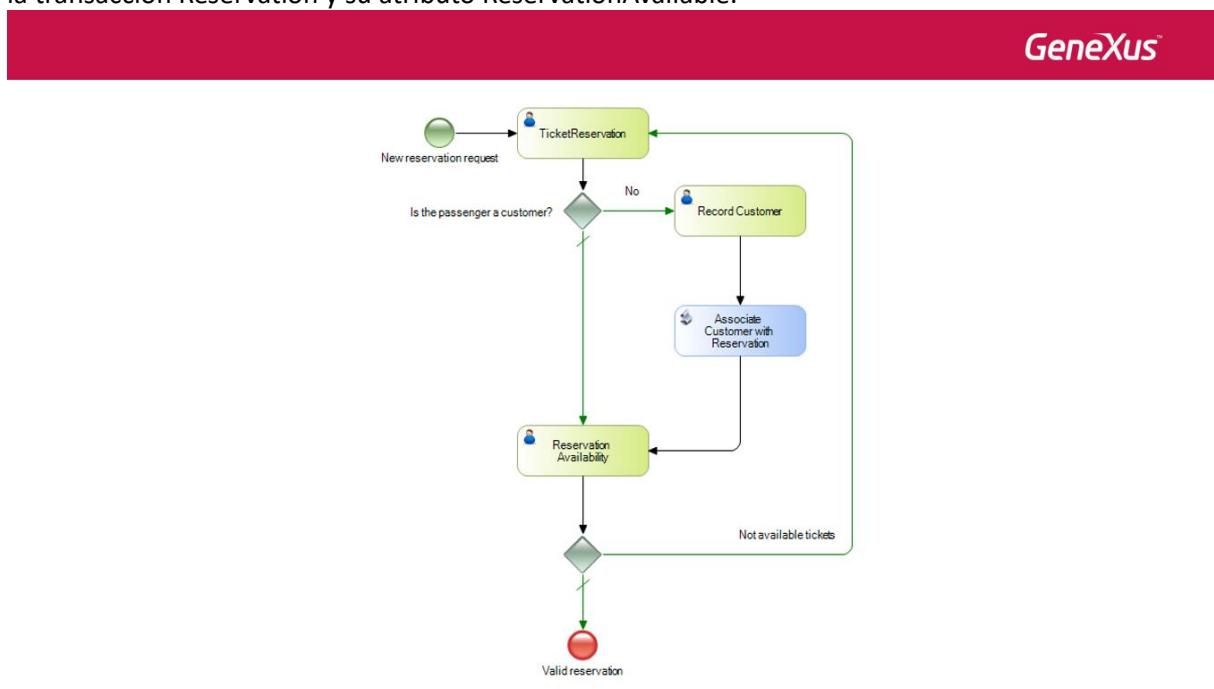 la transacción Reservation y su atributo ReservationAvailable.
GeneXus™
TicketReservation
New reservation request
No
Is the passenger a customer?
Record Customer
Associate
Customer with
Reservation
Reservation
Availability
Not available tickets
Valid reservation